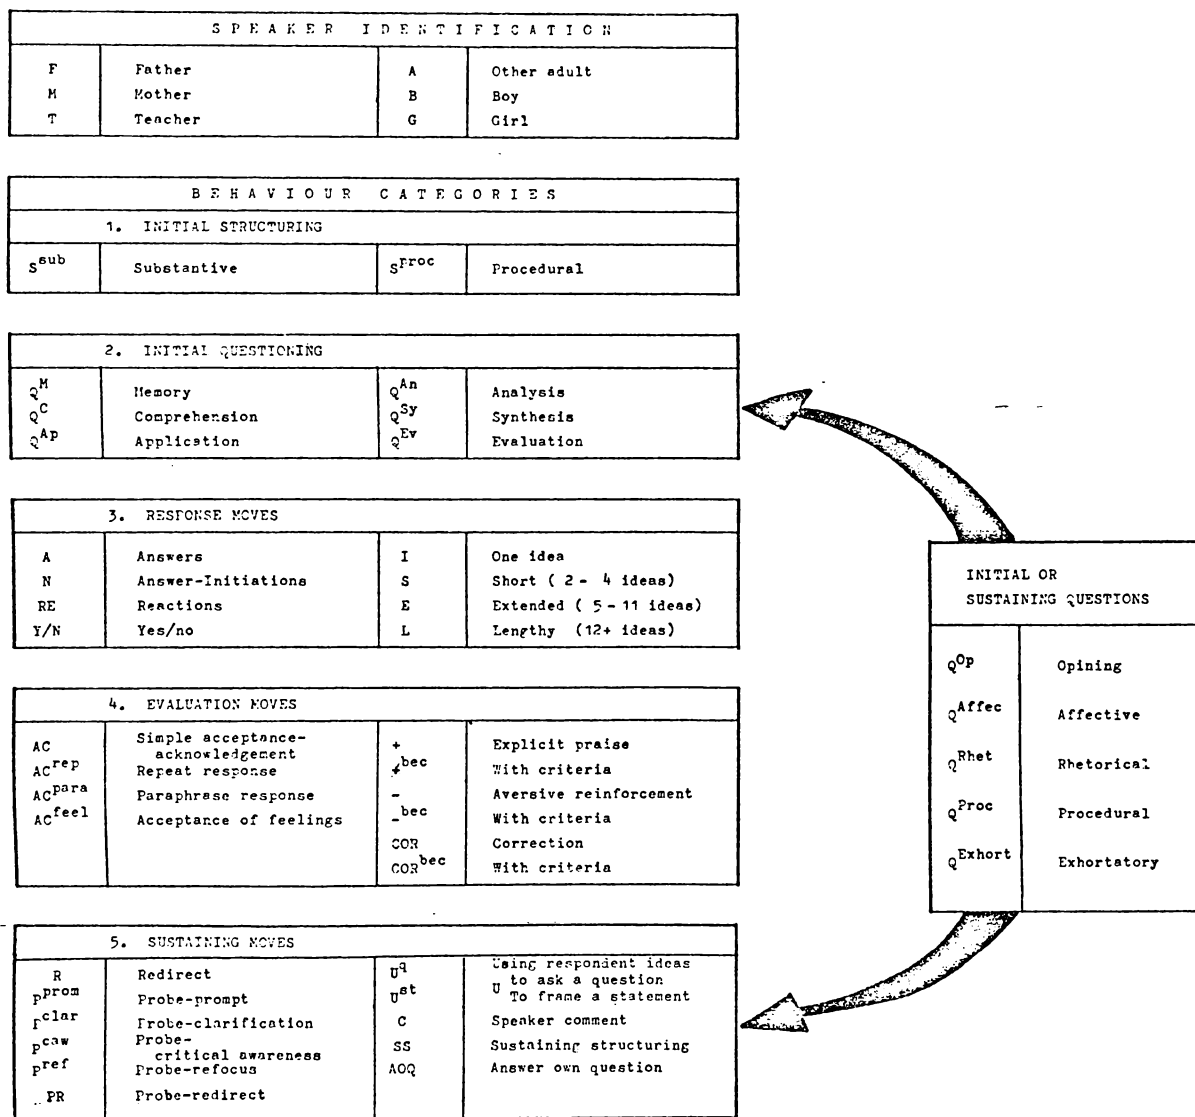 SPEAKER IDENTIFICATION
F Father A Other adult
M Mother B Boy
T Teacher G Girl
BEHAVIOUR CATEGORIES
1. INITIAL STRUCTURING
S^sub Substantive S^proc Procedural
2. INITIAL QUESTIONING
Q^M Memory Q^An Analysis
Q^C Comprehension Q^Sy Synthesis
Q^Ap Application Q^Ev Evaluation
3. RESPONSE MOVES
A Answers I One idea
N Answer-Initiations S Short ( 2 - 4 ideas)
RE Reactions E Extended ( 5 - 11 ideas)
Y/N Yes/no L Lengthy (12+ ideas)
INITIAL OR
SUSTAINING QUESTIONS
Q^Op Opining
Q^Affec Affective
Q^Rhet Rhetorical
Q^Proc Procedural
Q^Exhort Exhortatory
4. EVALUATION MOVES
AC Simple acceptance-
acknowledgement + Explicit praise
AC^rep Repeat response +^bec With criteria
AC^para Paraphrase response - Aversive reinforcement
AC^feel Acceptance of feelings -^bec With criteria
COR Correction
COR^bec With criteria
5. SUSTAINING MOVES
R Redirect U^q Using respondent ideas
to ask a question
P^prom Probe-prompt U^st U To frame a statement
P^clar Probe-clarification C Speaker comment
P^caw Probe-
critical awareness SS Sustaining structuring
P^ref Probe-refocus AOQ Answer own question
PR Probe-redirect